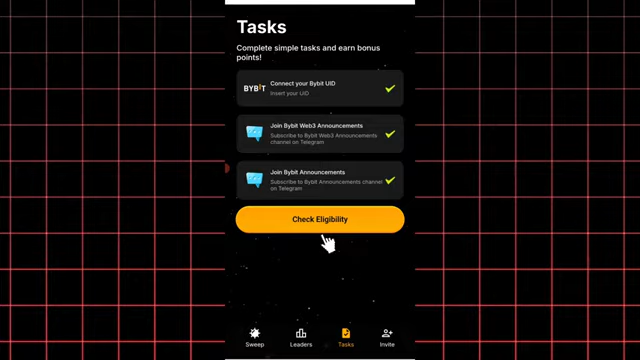 Tasks
Complete simple tasks and earn bonus
points!
BYBIT
Connect your Bybit UID
Insert your UID
Join Bybit Web3 Announcements
Subscribe to Bybit Web3 Announcements
channel on Telegram
Join Bybit Announcements
Subscribe to Bybit Announcements channel
on Telegram
Check Eligibility
Sweep
Leaders
Tasks
Invite